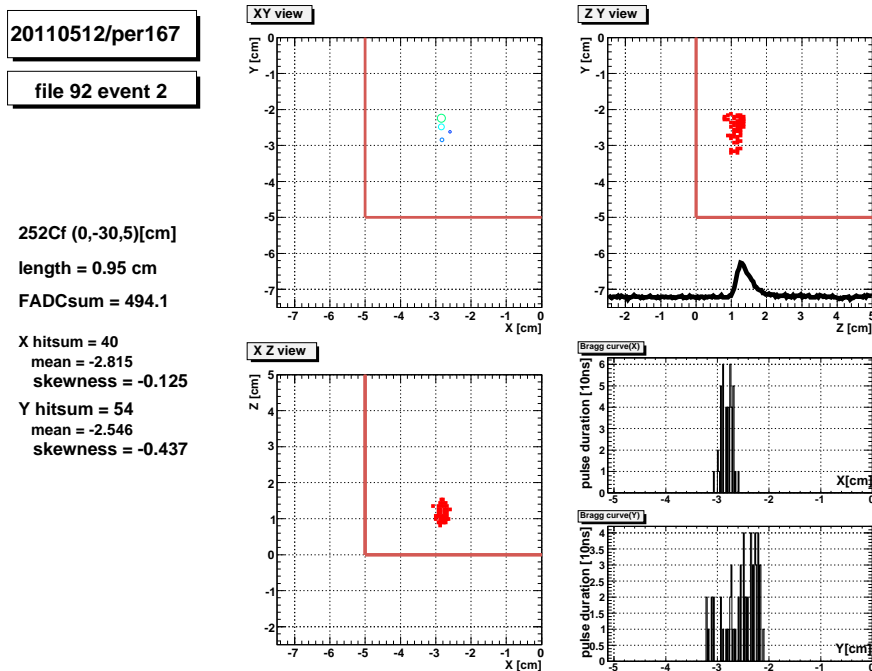 20110512/per167
file 92 event 2
252Cf (0,-30,5)[cm]
length = 0.95 cm
FADCsum = 494.1
X hitsum = 40
mean = -2.815
skewness = -0.125
Y hitsum = 54
mean = -2.546
skewness = -0.437
XY view
Y [cm]
0
-1
-2
-3
-4
-5
-6
-7
-7 -6 -5 -4 -3 -2 -1 0
X [cm]
Z Y view
Y [cm]
0
-1
-2
-3
-4
-5
-6
-7
-2 -1 0 1 2 3 4 5
Z [cm]
X Z view
Z [cm]
5
4
3
2
1
0
-1
-2
-7 -6 -5 -4 -3 -2 -1 0
X [cm]
Bragg curve(X)
pulse duration [10ns]
6
5
4
3
2
1
0
-5 -4 -3 -2 -1 0
X[cm]
Bragg curve(Y)
pulse duration [10ns]
4
3.5
3
2.5
2
1.5
1
0.5
0
-5 -4 -3 -2 -1 0
Y[cm]